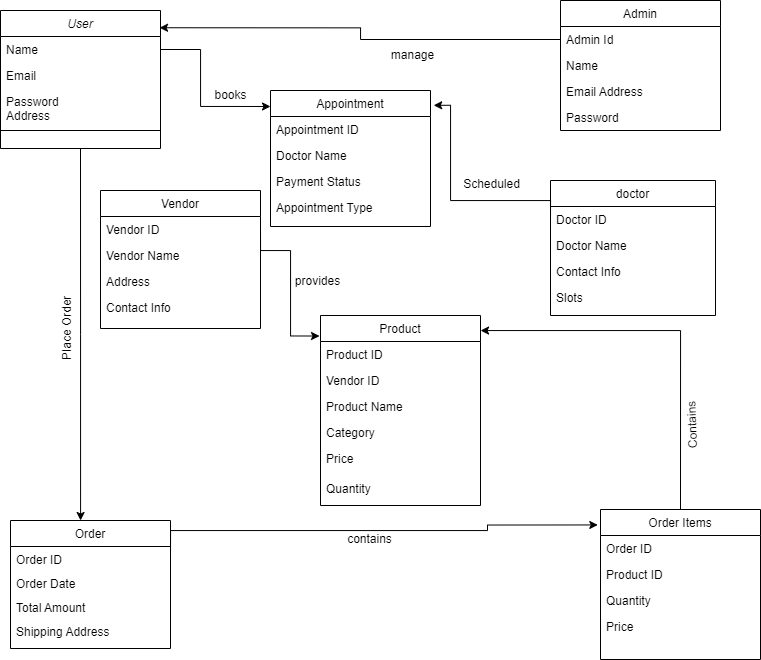 User
Name
Email
Password
Address
Admin
Admin Id
Name
Email Address
Password
manage
books
Appointment
Appointment ID
Doctor Name
Payment Status
Appointment Type
Scheduled
doctor
Doctor ID
Doctor Name
Contact Info
Slots
Vendor
Vendor ID
Vendor Name
Address
Contact Info
provides
Product
Product ID
Vendor ID
Product Name
Category
Price
Quantity
Place Order
Contains
Order
Order ID
Order Date
Total Amount
Shipping Address
contains
Order Items
Order ID
Product ID
Quantity
Price